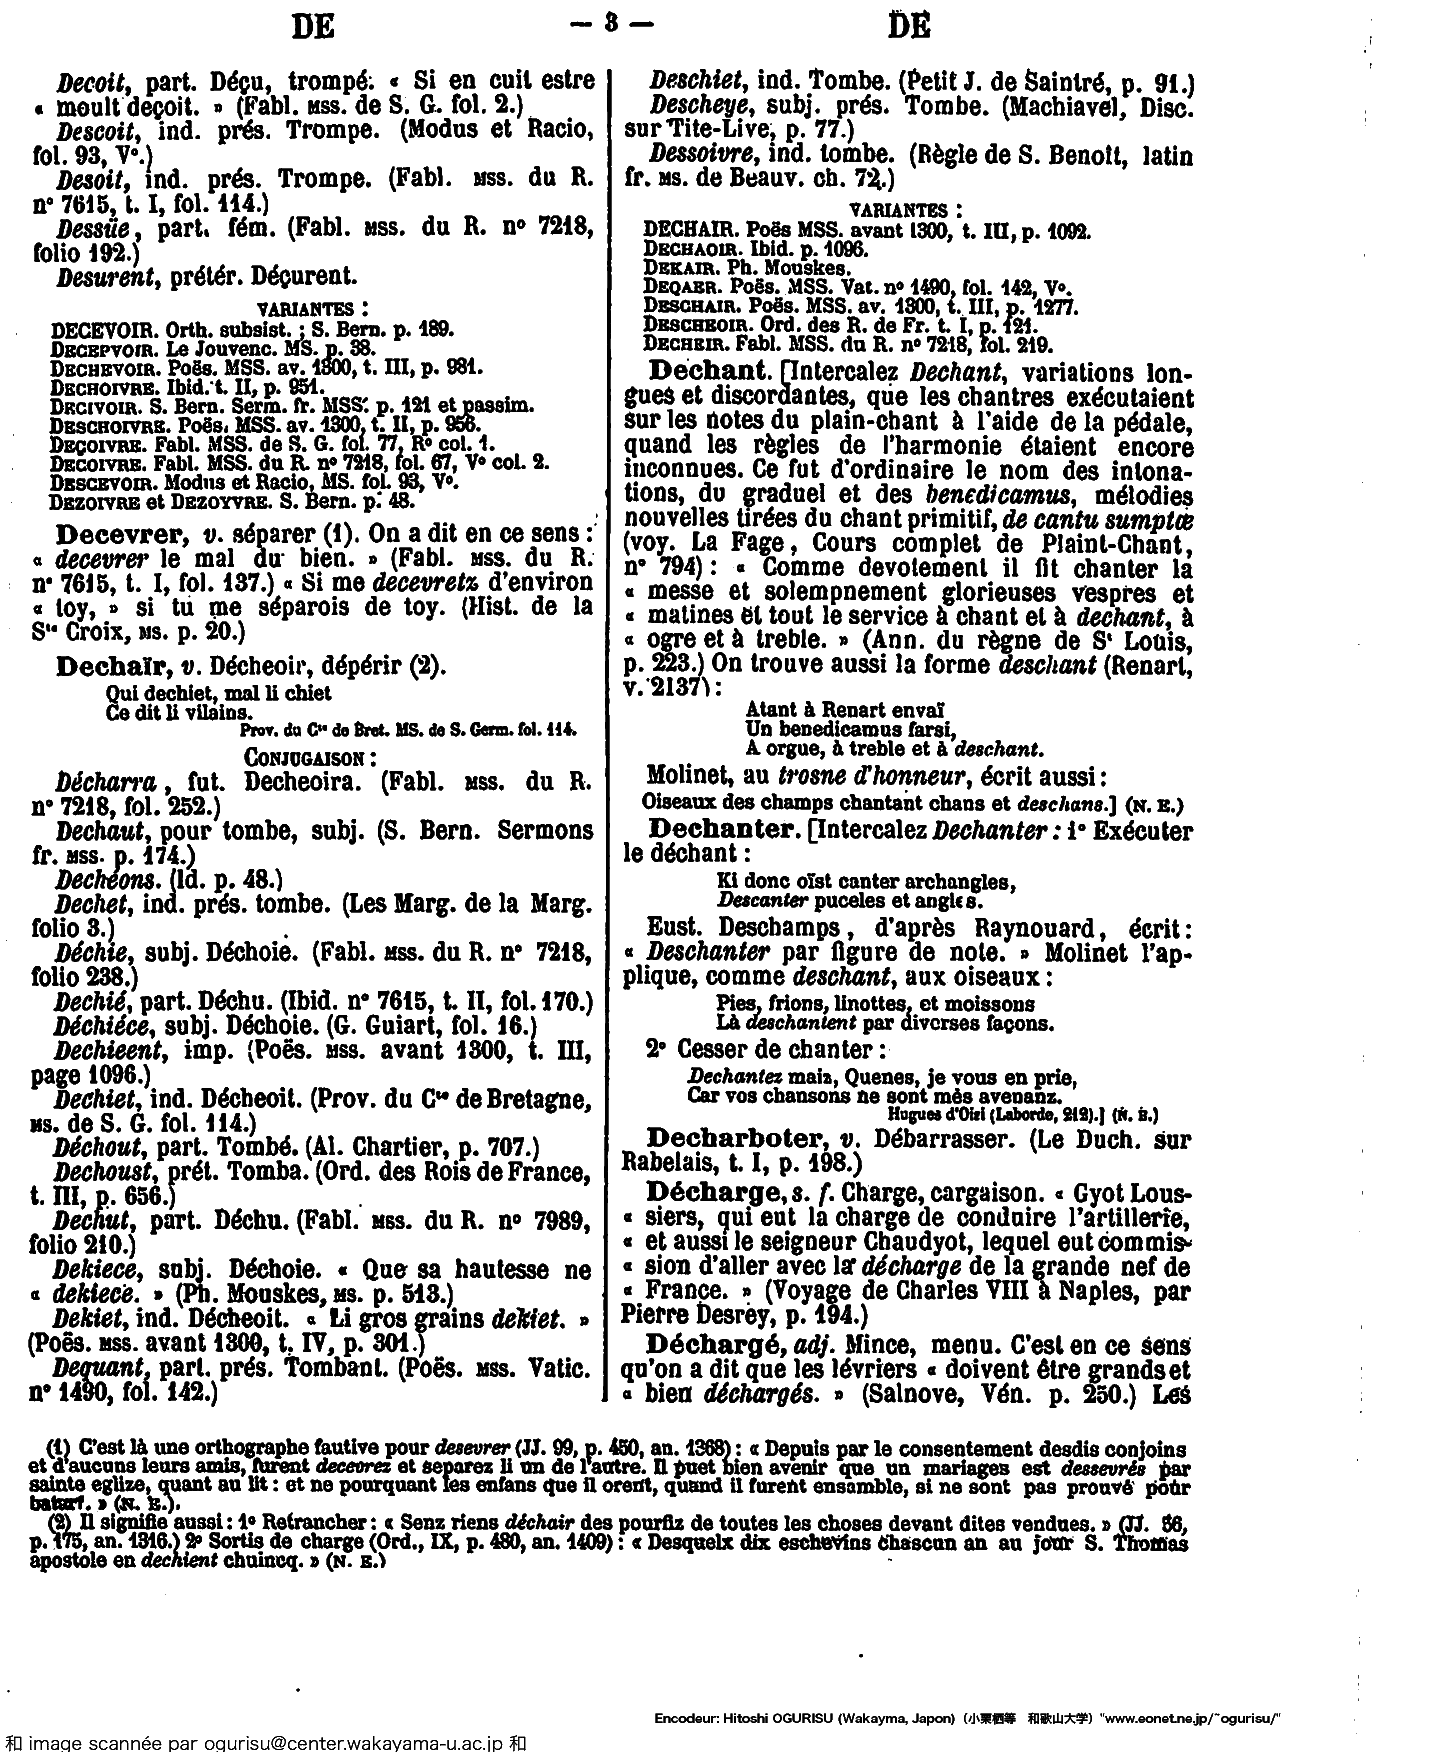 DE — 3 — DE
Decoit, part. Déçu, trompé. « Si en cuit estre
« moult deçoit. » (Fabl. MSS. de S. G. fol. 2.)
Descoit, ind. prés. Trompe. (Modus et Racio,
fol. 93, V°.)
Desoit, ind. prés. Trompe. (Fabl. MSS. du R.
n° 7615, t. I, fol. 114.)
Dessüe, part. fém. (Fabl. MSS. du R. n° 7218,
folio 192.)
Desurent, prétér. Déçurent.
VARIANTES :
DECEVOIR. Orth. subsist. ; S. Bern. p. 189.
DECEPVOIR. Le Jouvenc. MS. p. 38.
DECHEVOIR. Poës. MSS. av. 1300, t. III, p. 981.
DECHOIVRE. Ibid. t. II, p. 951.
DECIVOIR. S. Bern. Serm. fr. MSS. p. 121 et passim.
DESCHOIVRE. Poës. MSS. av. 1300, t. II, p. 956.
DEÇOIVRE. Fabl. MSS. de S. G. fol. 77, R° col. 1.
DECOIVRE. Fabl. MSS. du R. n° 7218, fol. 67, V° col. 2.
DESCEVOIR. Modus et Racio, MS. fol. 93, V°.
DEZOIVRE et DEZOYVRE. S. Bern. p. 48.
Decevrer, v. séparer (1). On a dit en ce sens :
« decevrer le mal du bien. » (Fabl. MSS. du R.
n° 7615, t. I, fol. 137.) « Si me decevretz d'environ
« toy, » si tu me séparois de toy. (Hist. de la
Ste Croix, MS. p. 20.)
Dechaïr, v. Décheoir, dépérir (2).
Qui dechiet, mal li chiet
Ce dit li vilains.
Prov. du Cte de Bret. MS. de S. Germ. fol. 114.
CONJUGAISON :
Décharra, fut. Decheoira. (Fabl. MSS. du R.
n° 7218, fol. 252.)
Dechaut, pour tombe, subj. (S. Bern. Sermons
fr. MSS. p. 174.)
Decheons. (Id. p. 48.)
Dechet, ind. prés. tombe. (Les Marg. de la Marg.
folio 3.)
Déchie, subj. Déchoie. (Fabl. MSS. du R. n° 7218,
folio 238.)
Dechié, part. Déchu. (Ibid. n° 7615, t. II, fol. 170.)
Déchiéce, subj. Déchoie. (G. Guiart, fol. 16.)
Dechieent, imp. (Poës. MSS. avant 1300, t. III,
page 1096.)
Dechiet, ind. Décheoit. (Prov. du Cte de Bretagne,
MS. de S. G. fol. 114.)
Déchout, part. Tombé. (Al. Chartier, p. 707.)
Dechoust, prét. Tomba. (Ord. des Rois de France,
t. III, p. 656.)
Dechut, part. Déchu. (Fabl. MSS. du R. n° 7989,
folio 210.)
Dekiece, subj. Déchoie. « Que sa hautesse ne
« dekiece. » (Ph. Mouskes, MS. p. 513.)
Dekiet, ind. Décheoit. « Li gros grains dekiet. »
(Poës. MSS. avant 1300, t. IV, p. 301.)
Dequant, part. prés. Tombant. (Poës. MSS. Vatic.
n° 1490, fol. 142.)
Deschiet, ind. Tombe. (Petit J. de Saintré, p. 91.)
Descheye, subj. prés. Tombe. (Machiavel, Disc.
sur Tite-Live, p. 77.)
Dessoivre, ind. tombe. (Règle de S. Benoît, latin
fr. MS. de Beauv. ch. 72.)
VARIANTES :
DECHAIR. Poës MSS. avant 1300, t. III, p. 1092.
DECHAOIR. Ibid. p. 1096.
DEKAIR. Ph. Mouskes.
DEQAER. Poës. MSS. Vat. n° 1490, fol. 142, V°.
DESCHAIR. Poës. MSS. av. 1300, t. III, p. 1277.
DESCHEOIR. Ord. des R. de Fr. t. I, p. 121.
DECHEIR. Fabl. MSS. du R. n° 7218, fol. 219.
Dechant. [Intercalez Dechant, variations lon-
gues et discordantes, que les chantres exécutaient
sur les notes du plain-chant à l'aide de la pédale,
quand les règles de l'harmonie étaient encore
inconnues. Ce fut d'ordinaire le nom des intona-
tions, du graduel et des benedicamus, mélodies
nouvelles tirées du chant primitif, de cantu sumptæ
(voy. La Fage, Cours complet de Plaint-Chant,
n° 794) : « Comme devotement il fit chanter la
« messe et solempnement glorieuses vespres et
« matines et tout le service à chant et à dechant, à
« ogre et à treble. » (Ann. du règne de St Louis,
p. 223.) On trouve aussi la forme deschant (Renart,
v. 2137) :
Atant à Renart envaï
Un benedicamus farsi,
A orgue, à treble et à deschant.
Molinet, au trosne d'honneur, écrit aussi :
Oiseaux des champs chantant chans et deschans.] (N. E.)
Dechanter. [Intercalez Dechanter : 1° Exécuter
le déchant :
Ki donc oïst canter archangles,
Descanter puceles et angles.
Eust. Deschamps, d'après Raynouard, écrit :
« Deschanter par figure de note. » Molinet l'ap-
plique, comme deschant, aux oiseaux :
Pies, frions, linottes, et moissons
Là deschantent par diverses façons.
2° Cesser de chanter :
Dechantez maiz, Quenes, je vous en prie,
Car vos chansons ne sont mès avenanz.
Hugues d'Oisi (Laborde, 212).] (N. E.)
Decharboter, v. Débarrasser. (Le Duch. sur
Rabelais, t. I, p. 198.)
Décharge, s. f. Charge, cargaison. « Gyot Lous-
« siers, qui eut la charge de conduire l'artillerie,
« et aussi le seigneur Chaudyot, lequel eut commis-
« sion d'aller avec la décharge de la grande nef de
« France. » (Voyage de Charles VIII à Naples, par
Pierre Desrey, p. 194.)
Déchargé, adj. Mince, menu. C'est en ce sens
qu'on a dit que les lévriers « doivent être grands et
« bien déchargés. » (Salnove, Vén. p. 250.) Les
(1) C'est là une orthographe fautive pour desevrer (JJ. 99, p. 450, an. 1368) : « Depuis par le consentement desdis conjoins
et d'aucuns leurs amis, furent decevrez et separez li un de l'autre. Il puet bien avenir que un mariages est dessevrés par
sainte eglize, quant au lit : et ne pourquant les enfans que il orent, quand il furent ensamble, si ne sont pas prouvé pour
batart. » (N. E.).
(2) Il signifie aussi : 1° Retrancher : « Senz riens déchair des pourfiz de toutes les choses devant dites vendues. » (JJ. 56,
p. 175, an. 1316.) 2° Sortis de charge (Ord., IX, p. 480, an. 1409) : « Desquelx dix eschevins chascun an au jour S. Thomas
apostole en dechient chuincq. » (N. E.)
Encodeur: Hitoshi OGURISU (Wakayma, Japon) (小栗栖等 和歌山大学) "www.eonet.ne.jp/~ogurisu/"
和 image scannée par ogurisu@center.wakayama-u.ac.jp 和